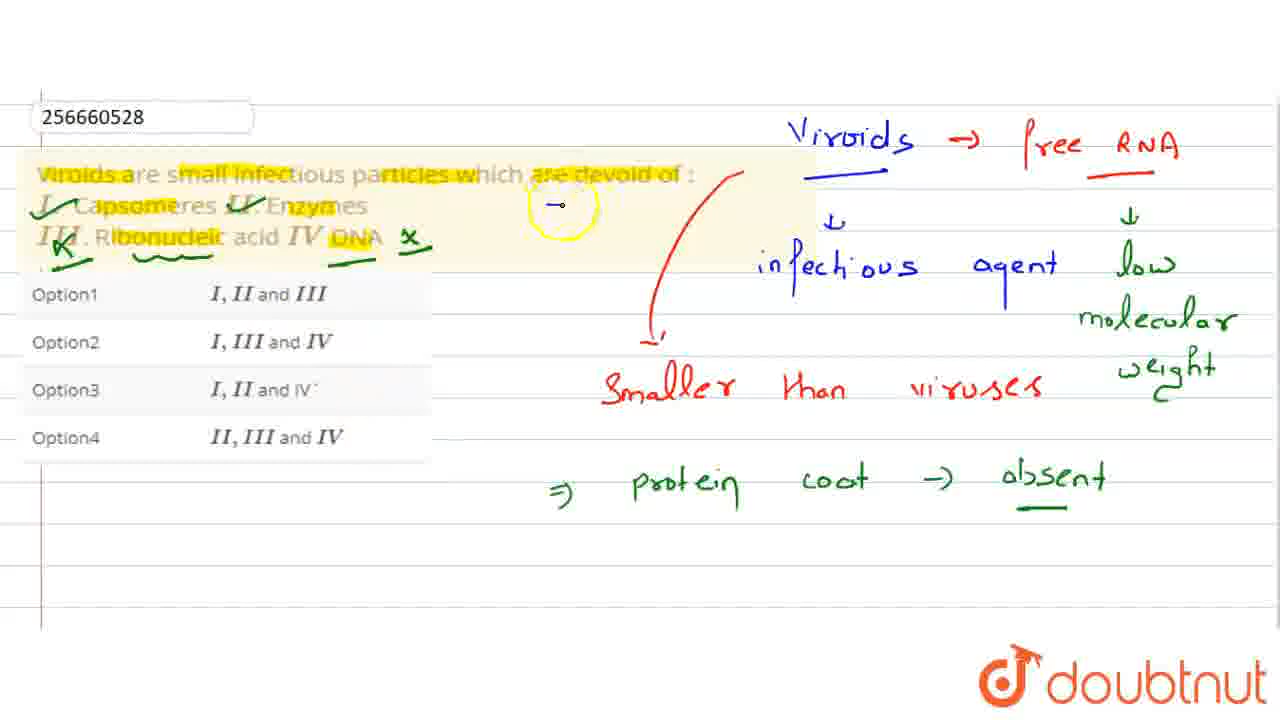 256660528
Viroids are small infectious particles which are devoid of :
I. Capsomeres II. Enzymes
III. Ribonucleic acid IV DNA x
Option1 I, II and III
Option2 I, III and IV
Option3 I, II and IV
Option4 II, III and IV
Viroids → free RNA
infectious agent low
molecular
weight
Smaller than viruses
⇒ protein coat → absent
doubtnut